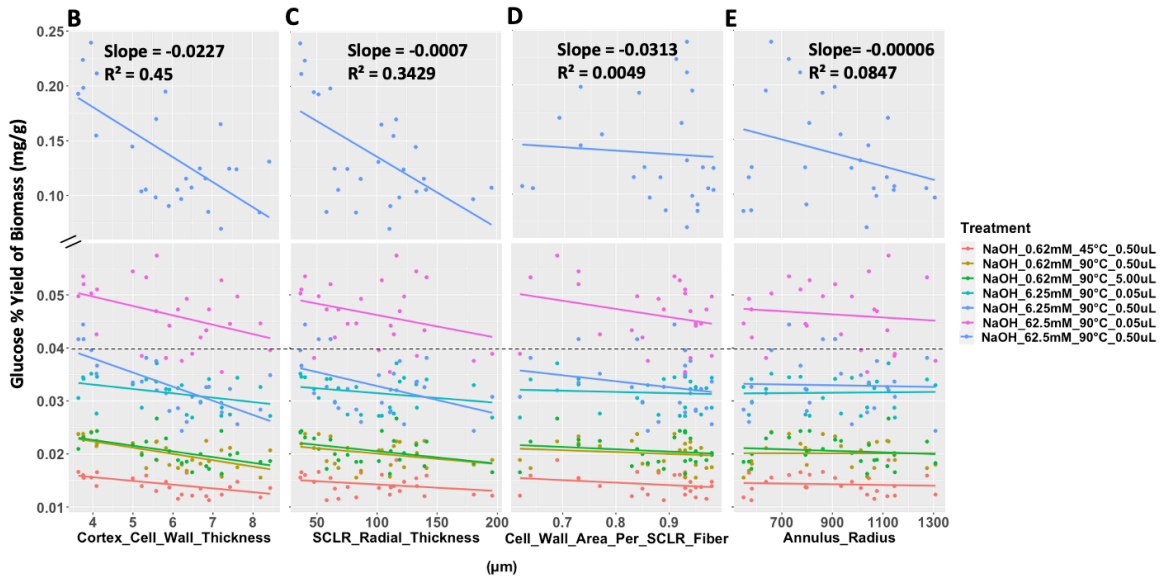 B
C
D
E
Slope = -0.0227
R² = 0.45
Slope = -0.0007
R² = 0.3429
Slope = -0.0313
R² = 0.0049
Slope= -0.00006
R² = 0.0847
Glucose % Yield of Biomass (mg/g)
0.25
0.20
0.15
0.10
0.05
0.04
0.03
0.02
0.01
4 5 6 7 8
50 100 150 200
0.7 0.8 0.9
700 900 1100 1300
Cortex_Cell_Wall_Thickness
SCLR_Radial_Thickness
Cell_Wall_Area_Per_SCLR_Fiber
Annulus_Radius
(μm)
Treatment
NaOH_0.62mM_45°C_0.50uL
NaOH_0.62mM_90°C_0.50uL
NaOH_0.62mM_90°C_5.00uL
NaOH_6.25mM_90°C_0.05uL
NaOH_6.25mM_90°C_0.50uL
NaOH_62.5mM_90°C_0.05uL
NaOH_62.5mM_90°C_0.50uL